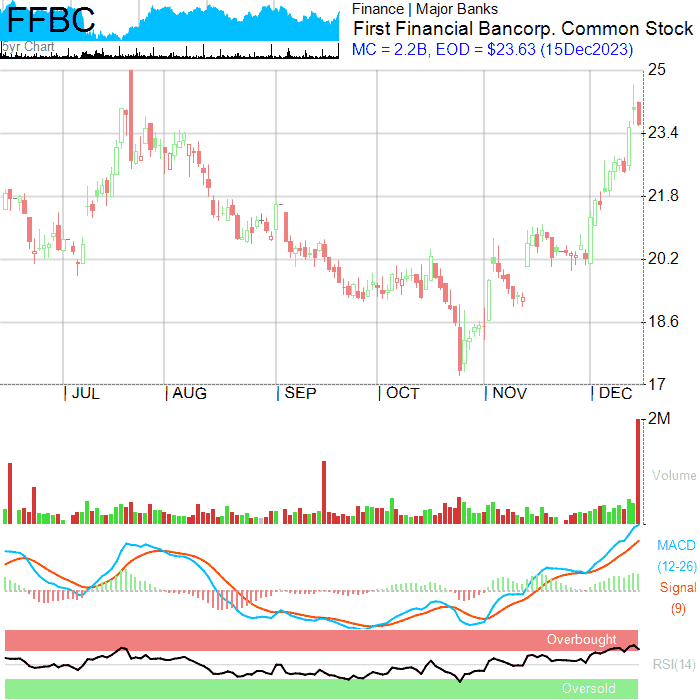 FFBC
5yr Chart
Finance | Major Banks
First Financial Bancorp. Common Stock
MC = 2.2B, EOD = $23.63 (15Dec2023)
25
23.4
21.8
20.2
18.6
17
JUL AUG SEP OCT NOV DEC
2M
Volume
MACD
(12-26)
Signal
(9)
Overbought
RSI(14)
Oversold